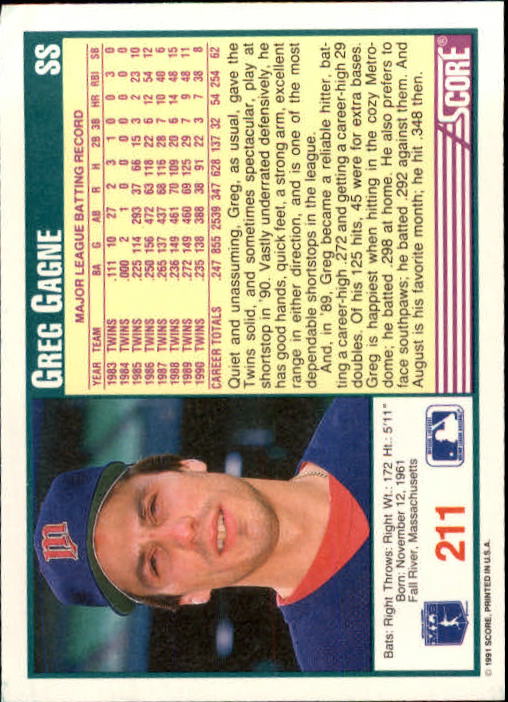 GREG GAGNE SS
MAJOR LEAGUE BATTING RECORD
YEAR TEAM BA G AB R H 2B 3B HR RBI SB
1983 TWINS .111 10 27 2 3 1 0 0 3 0
1984 TWINS .000 2 1 0 0 0 0 0 0 0
1985 TWINS .225 114 293 37 66 15 3 2 23 10
1986 TWINS .250 156 472 63 118 22 6 12 54 12
1987 TWINS .265 137 437 68 116 28 7 10 40 6
1988 TWINS .236 149 461 70 109 20 6 14 48 15
1989 TWINS .272 149 460 69 125 29 7 9 48 11
1990 TWINS .235 138 388 38 91 22 3 7 38 8
CAREER TOTALS .247 855 2539 347 628 137 32 54 254 62
Quiet and unassuming, Greg, as usual, gave the
Twins solid, and sometimes spectacular, play at
shortstop in '90. Vastly underrated defensively, he
has good hands, quick feet, a strong arm, excellent
range in either direction, and is one of the most
dependable shortstops in the league.
And, in '89, Greg became a reliable hitter, bat-
ting a career-high .272 and getting a career-high 29
doubles. Of his 125 hits, 45 were for extra bases.
Greg is happiest when hitting in the cozy Metro-
dome; he batted .298 at home. He also prefers to
face southpaws; he batted .292 against them. And
August is his favorite month; he hit .348 then.
SCORE®
M
Bats: Right Throws: Right Wt.: 172 Ht.: 5'11"
Born: November 12, 1961
Fall River, Massachusetts
211
© 1991 SCORE, PRINTED IN U.S.A.